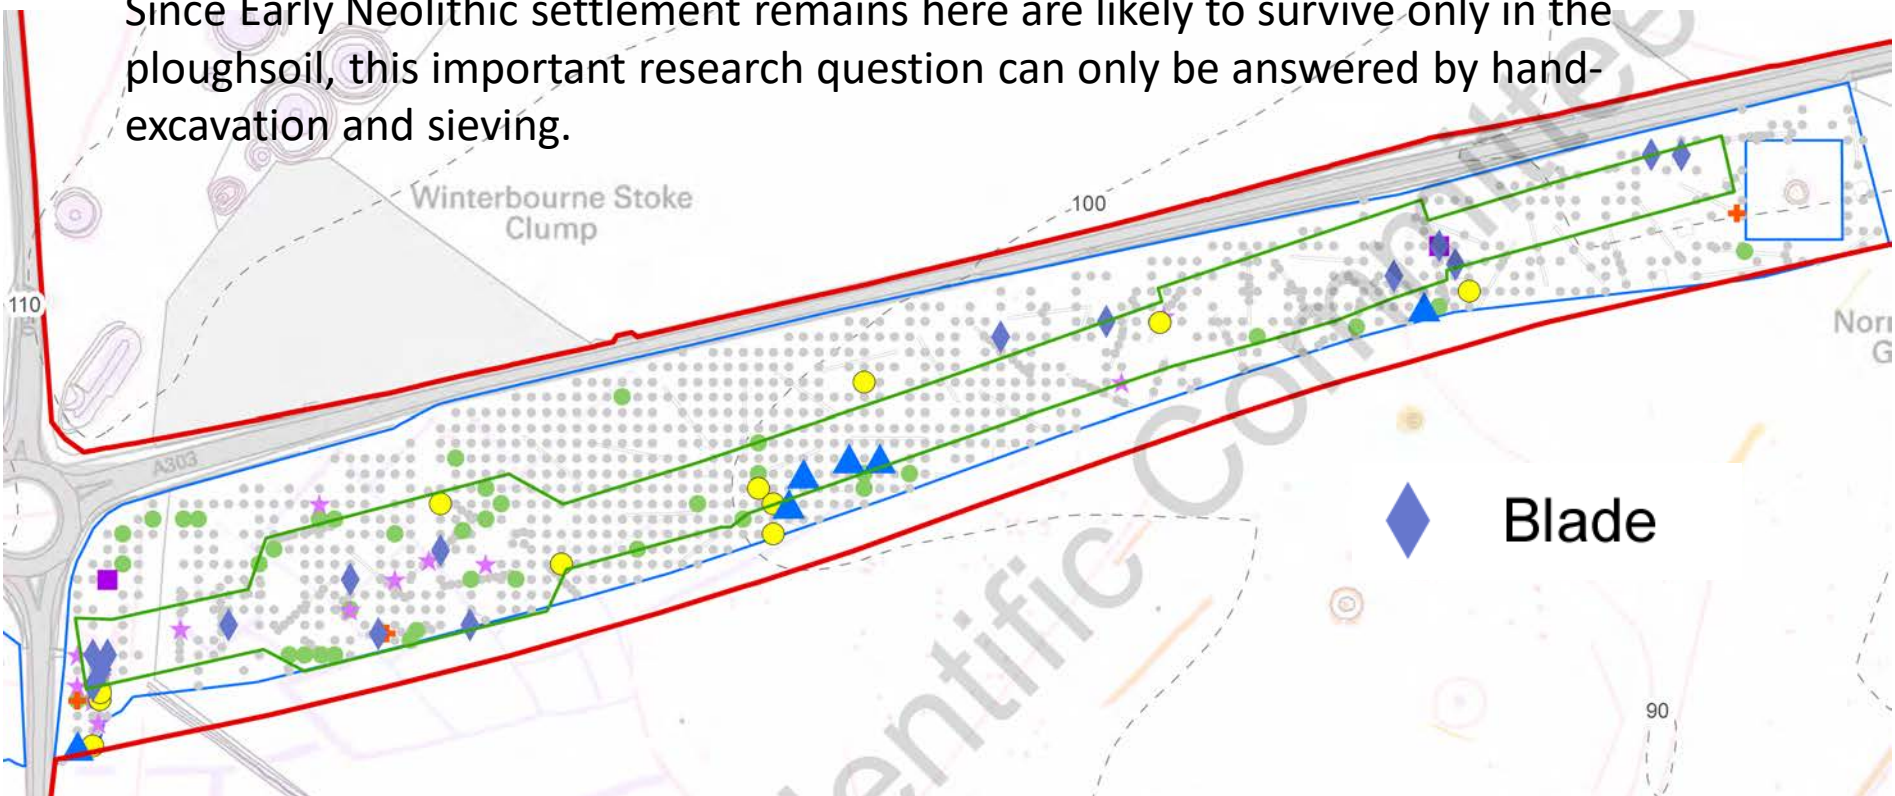 Since Early Neolithic settlement remains here are likely to survive only in the
ploughsoil, this important research question can only be answered by hand-
excavation and sieving.
Winterbourne Stoke
Clump
100
110
A303
Blade
90
entific Committee